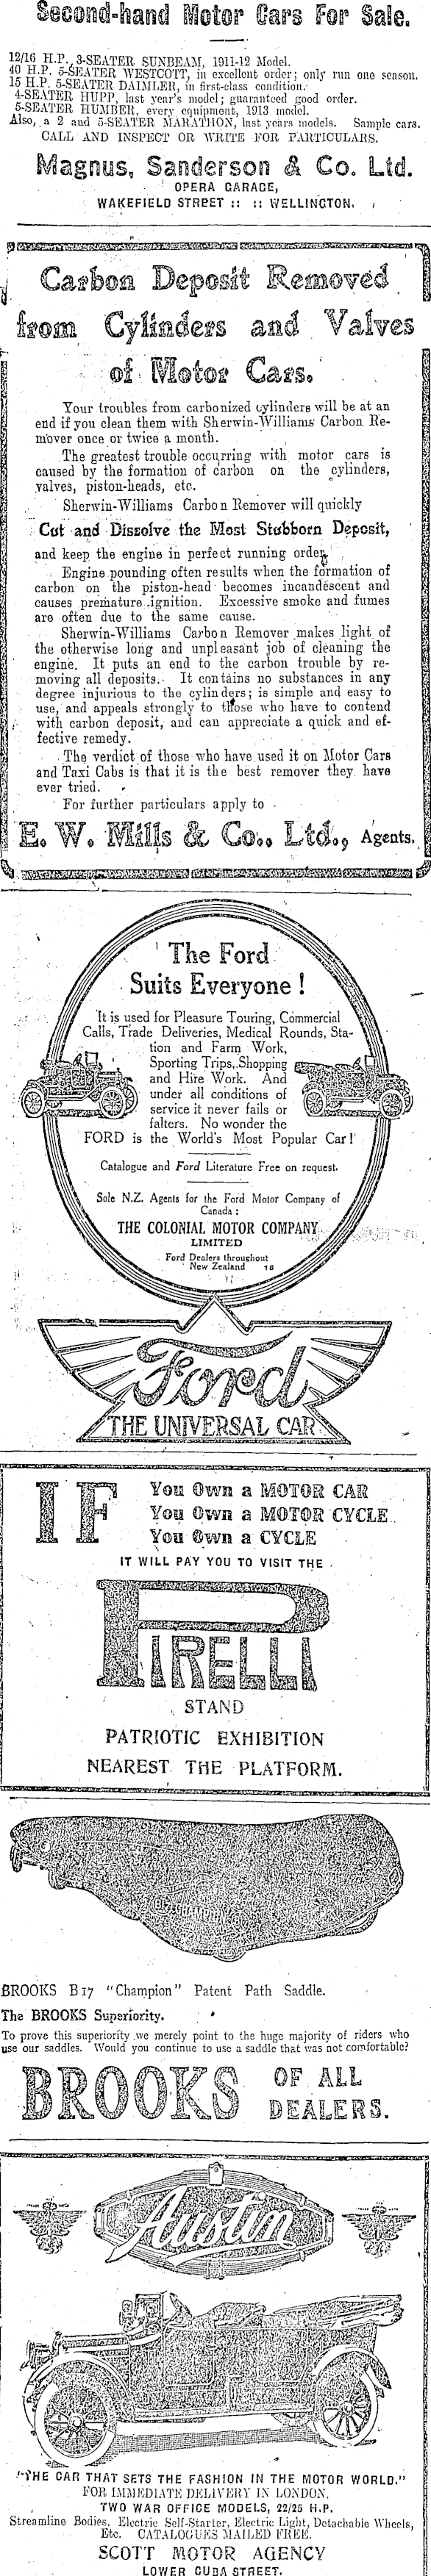 Second-hand Motor Cars For Sale.
12/16 H.P. 3-SEATER SUNBEAM, 1911-12 Model.
40 H.P. 5-SEATER WESTCOTT, in excellent order; only run one season.
15 H.P. 5-SEATER DAIMLER, in first-class condition.
4-SEATER HUPP, last year's model; guaranteed good order.
5-SEATER HUMBER, every equipment, 1913 model.
Also, a 2 and 5-SEATER MARATHON, last years models. Sample cars.
CALL AND INSPECT OR WRITE FOR PARTICULARS.
Magnus, Sanderson & Co. Ltd.
OPERA GARAGE,
WAKEFIELD STREET :: :: WELLINGTON.
Carbon Deposit Removed
from Cylinders and Valves
of Motor Cars.
Your troubles from carbonized cylinders will be at an
end if you clean them with Sherwin-Williams Carbon Re-
mover once or twice a month.
The greatest trouble occurring with motor cars is
caused by the formation of carbon on the cylinders,
valves, piston-heads, etc.
Sherwin-Williams Carbon Remover will quickly
Cut and Dissolve the Most Stubborn Deposit,
and keep the engine in perfect running order.
Engine pounding often results when the formation of
carbon on the piston-head becomes incandescent and
causes premature ignition. Excessive smoke and fumes
are often due to the same cause.
Sherwin-Williams Carbon Remover makes light of
the otherwise long and unpleasant job of cleaning the
engine. It puts an end to the carbon trouble by re-
moving all deposits. It contains no substances in any
degree injurious to the cylinders; is simple and easy to
use, and appeals strongly to those who have to contend
with carbon deposit, and can appreciate a quick and ef-
fective remedy.
The verdict of those who have used it on Motor Cars
and Taxi Cabs is that it is the best remover they have
ever tried.
For further particulars apply to
E. W. Mills & Co., Ltd., Agents.
The Ford
Suits Everyone!
It is used for Pleasure Touring, Commercial
Calls, Trade Deliveries, Medical Rounds, Sta-
tion and Farm Work,
Sporting Trips, Shopping
and Hire Work. And
under all conditions of
service it never fails or
falters. No wonder the
FORD is the World's Most Popular Car!
Catalogue and Ford Literature Free on request.
Sole N.Z. Agents for the Ford Motor Company of
Canada:
THE COLONIAL MOTOR COMPANY
LIMITED
Ford Dealers throughout
New Zealand 16
Ford
THE UNIVERSAL CAR
IF You Own a MOTOR CAR
You Own a MOTOR CYCLE
You Own a CYCLE
IT WILL PAY YOU TO VISIT THE
PIRELLI
STAND
PATRIOTIC EXHIBITION
NEAREST THE PLATFORM.
BROOKS B17 "Champion" Patent Path Saddle.
The BROOKS Superiority.
To prove this superiority we merely point to the huge majority of riders who
use our saddles. Would you continue to use a saddle that was not comfortable?
BROOKS OF ALL
DEALERS.
Austin
"THE CAR THAT SETS THE FASHION IN THE MOTOR WORLD."
FOR IMMEDIATE DELIVERY IN LONDON.
TWO WAR OFFICE MODELS, 22/25 H.P.
Streamline Bodies, Electric Self-Starter, Electric Light, Detachable Wheels,
Etc. CATALOGUES MAILED FREE.
SCOTT MOTOR AGENCY
LOWER CUBA STREET.